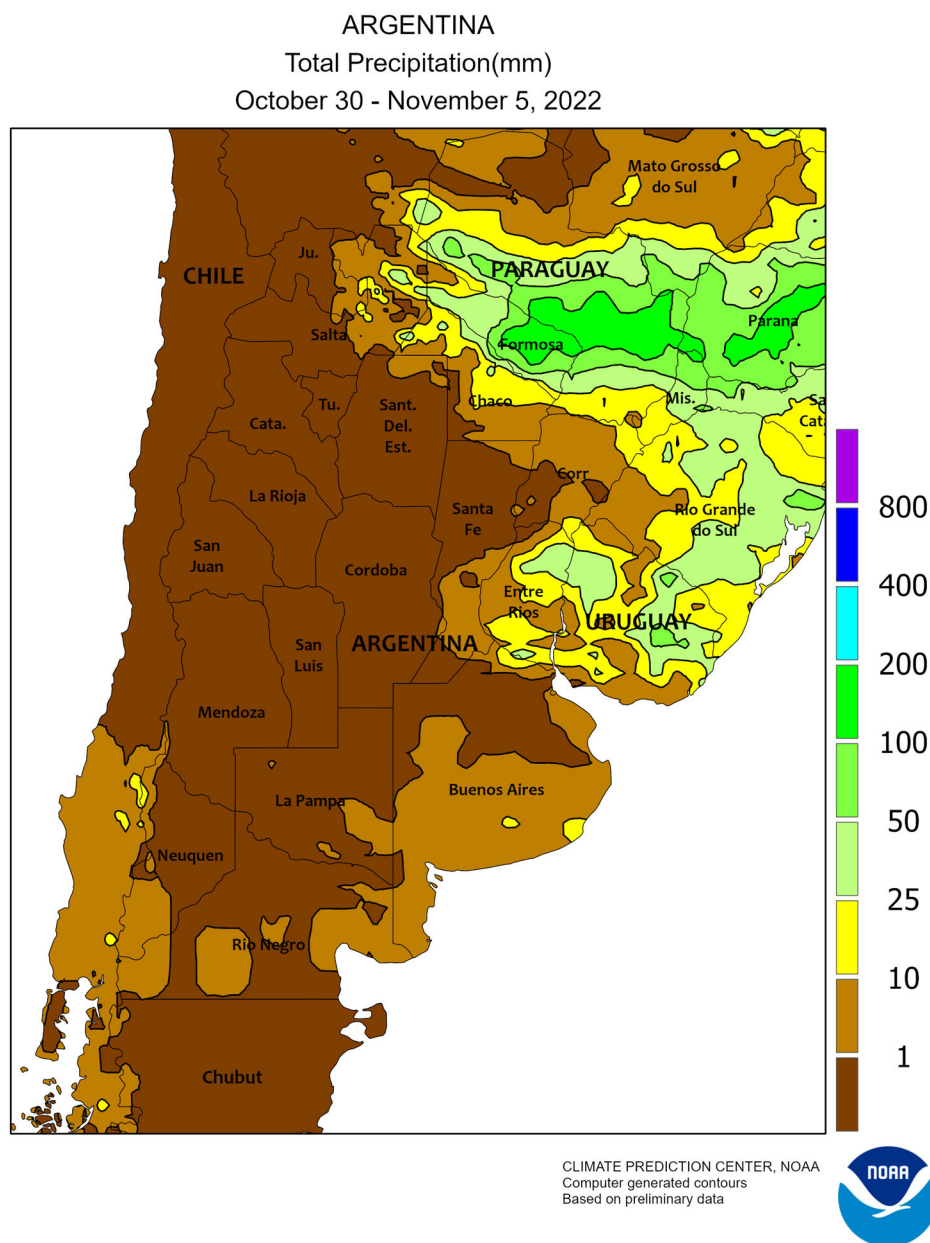 ARGENTINA
Total Precipitation(mm)
October 30 - November 5, 2022
Mato Grosso
do Sul
Ju.
CHILE
PARAGUAY
Parana
Salta
Formosa
Chaco
Mis.
Sa
Cata
Tu.
Cata.
Sant.
Del.
Est.
Corr
La Rioja
Santa
Fe
Rio Grande
do Sul
San
Juan
Cordoba
Entre
Rios
URUGUAY
ARGENTINA
San
Luis
Mendoza
La Pampa
Buenos Aires
Neuquen
Rio Negro
Chubut
800
400
200
100
50
25
10
1
CLIMATE PREDICTION CENTER, NOAA
Computer generated contours
Based on preliminary data
NOAA